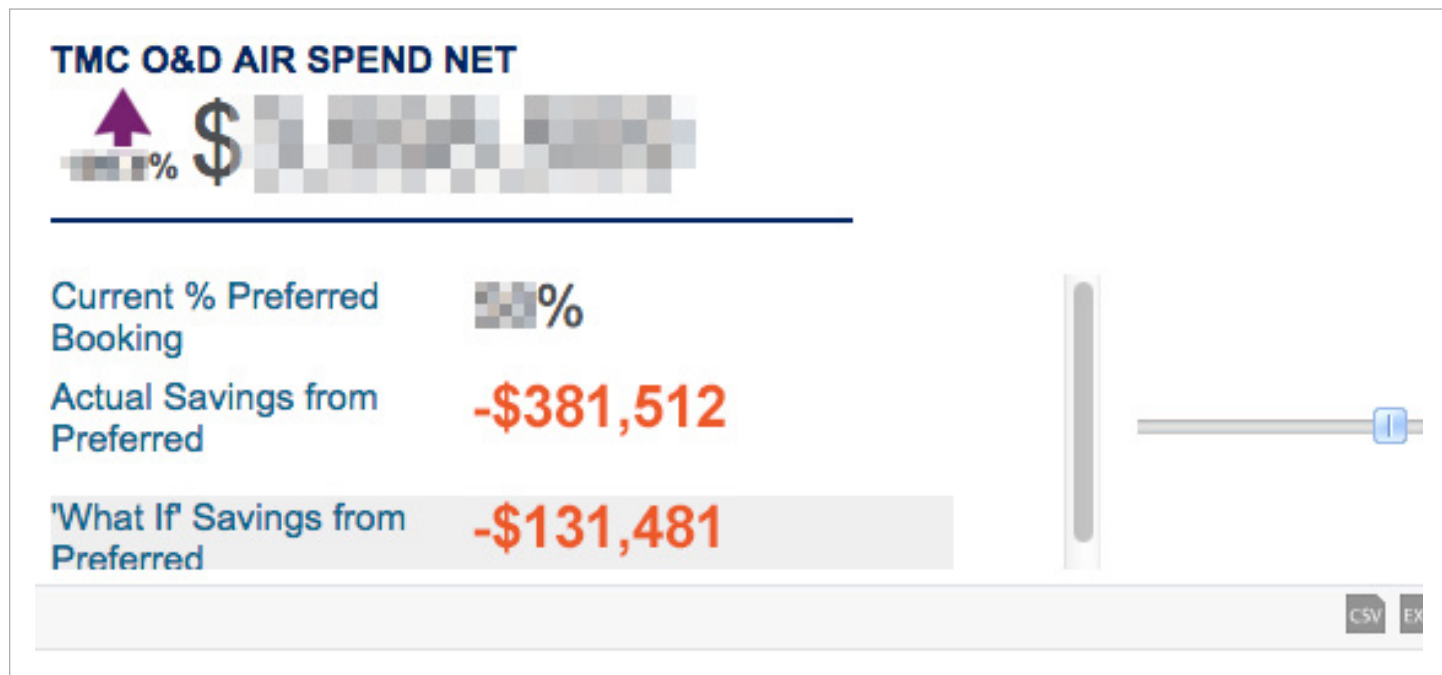 TMC O&D AIR SPEND NET
% $
Current % Preferred
Booking
%
Actual Savings from
Preferred
-$381,512
'What If' Savings from
Preferred
-$131,481
CSV EX